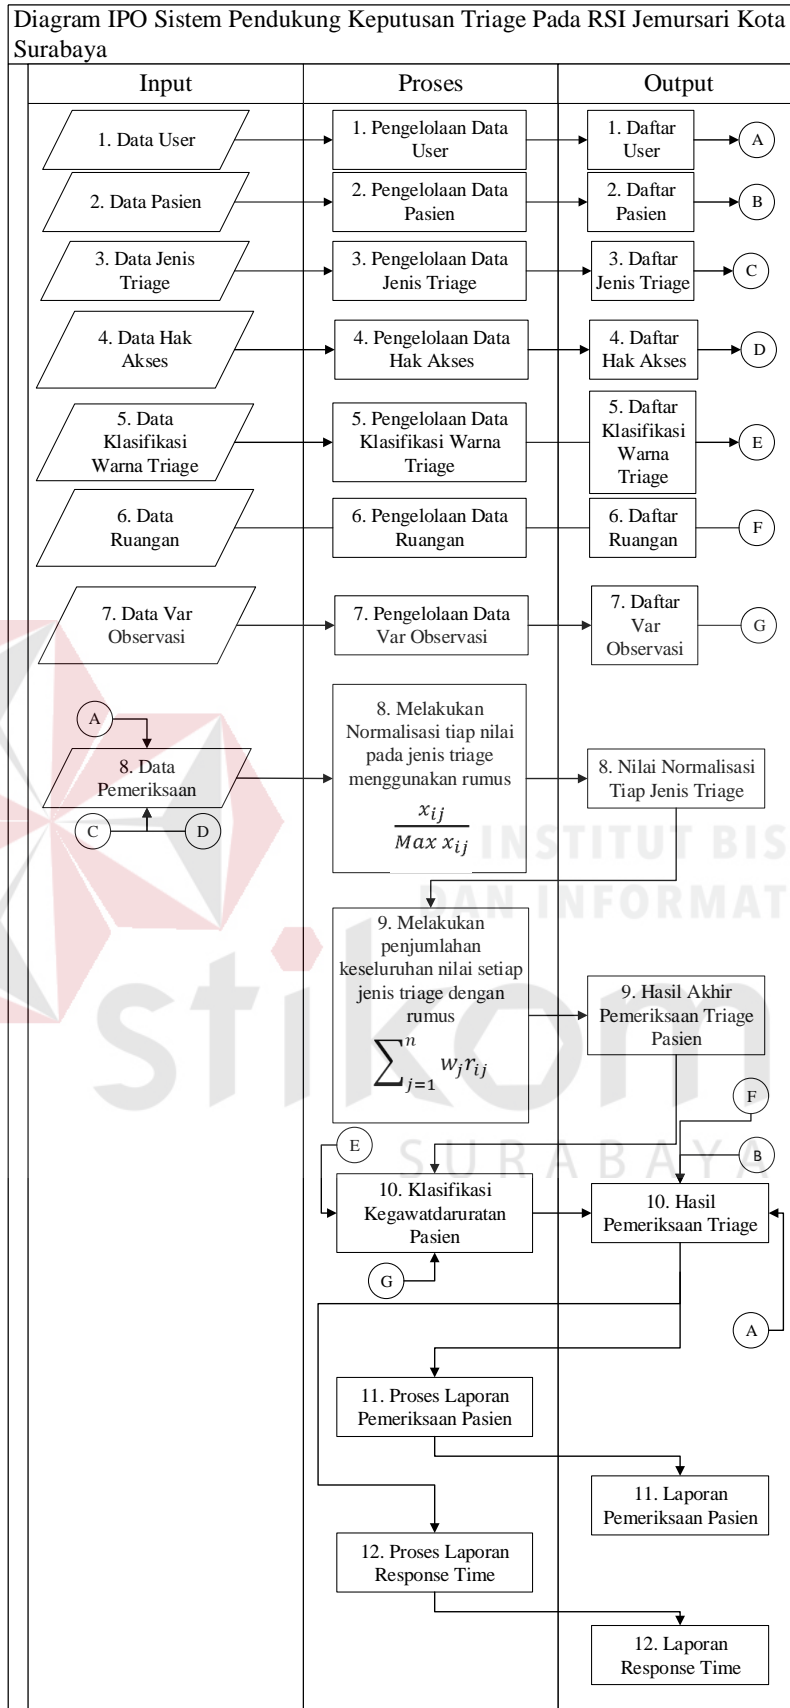 Diagram IPO Sistem Pendukung Keputusan Triage Pada RSI Jemursari Kota
Surabaya
Input
Proses
Output
1. Data User
1. Pengelolaan Data
User
1. Daftar
User
A
2. Data Pasien
2. Pengelolaan Data
Pasien
2. Daftar
Pasien
B
3. Data Jenis
Triage
3. Pengelolaan Data
Jenis Triage
3. Daftar
Jenis Triage
C
4. Data Hak
Akses
4. Pengelolaan Data
Hak Akses
4. Daftar
Hak Akses
D
5. Data
Klasifikasi
Warna Triage
5. Pengelolaan Data
Klasifikasi Warna
Triage
5. Daftar
Klasifikasi
Warna
Triage
E
6. Data
Ruangan
6. Pengelolaan Data
Ruangan
6. Daftar
Ruangan
F
7. Data Var
Observasi
7. Pengelolaan Data
Var Observasi
7. Daftar
Var
Observasi
G
A
8. Data
Pemeriksaan
C
D
8. Melakukan
Normalisasi tiap nilai
pada jenis triage
menggunakan rumus
x_{ij}
Max x_{ij}
8. Nilai Normalisasi
Tiap Jenis Triage
INSTITUT BIS
DAN INFORMAT
stikom
SURABAYA
9. Melakukan
penjumlahan
keseluruhan nilai setiap
jenis triage dengan
rumus
∑_{j=1}^{n} w_j r_{ij}
9. Hasil Akhir
Pemeriksaan Triage
Pasien
F
E
B
10. Klasifikasi
Kegawatdaruratan
Pasien
10. Hasil
Pemeriksaan Triage
G
A
11. Proses Laporan
Pemeriksaan Pasien
11. Laporan
Pemeriksaan Pasien
12. Proses Laporan
Response Time
12. Laporan
Response Time